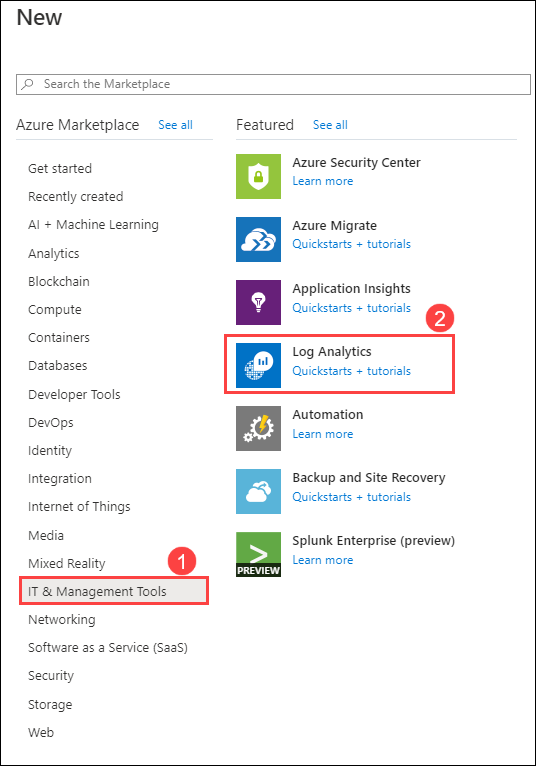 New
Search the Marketplace
Azure Marketplace See all
Get started
Recently created
AI + Machine Learning
Analytics
Blockchain
Compute
Containers
Databases
Developer Tools
DevOps
Identity
Integration
Internet of Things
Media
Mixed Reality
1
IT & Management Tools
Networking
Software as a Service (SaaS)
Security
Storage
Web
Featured See all
Azure Security Center
Learn more
Azure Migrate
Quickstarts + tutorials
Application Insights
Quickstarts + tutorials
2
Log Analytics
Quickstarts + tutorials
Automation
Learn more
Backup and Site Recovery
Quickstarts + tutorials
Splunk Enterprise (preview)
Learn more
PREVIEW